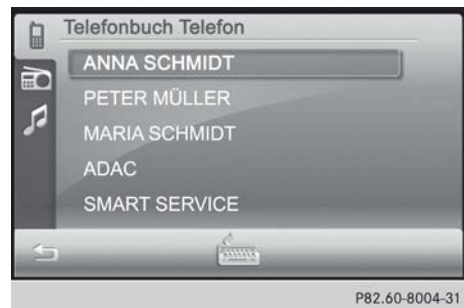 Telefonbuch Telefon
ANNA SCHMIDT
PETER MÜLLER
MARIA SCHMIDT
ADAC
SMART SERVICE
P82.60-8004-31